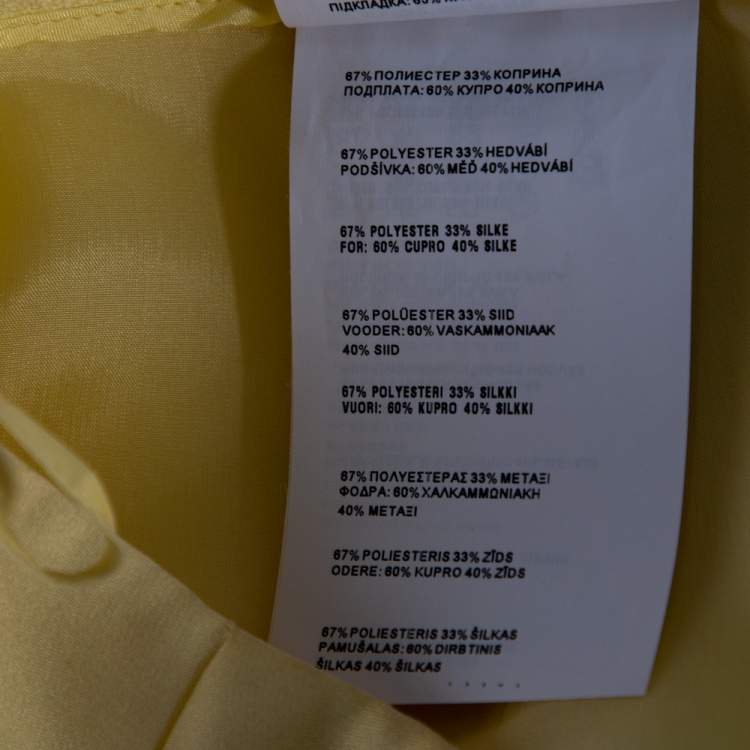 ПІДКЛАДКА: 60%
67% ПОЛИЕСТЕР 33% КОПРИНА
ПОДПЛАТА: 60% КУПРО 40% КОПРИНА
67% POLYESTER 33% HEDVÁBÍ
PODŠÍVKA: 60% MĚĎ 40% HEDVÁBÍ
67% POLYESTER 33% SILKE
FOR: 60% CUPRO 40% SILKE
67% POLÜESTER 33% SIID
VOODER: 60% VASKAMMONIAAK
40% SIID
67% POLYESTERI 33% SILKKI
VUORI: 60% KUPRO 40% SILKKI
67% ΠΟΛΥΕΣΤΕΡΑΣ 33% ΜΕΤΑΞΙ
ΦΟΔΡΑ: 60% ΧΑΛΚΑΜΜΩΝΙΑΚΗ
40% ΜΕΤΑΞΙ
67% POLIESTERIS 33% ZĪDS
ODERE: 60% KUPRO 40% ZĪDS
67% POLIESTERIS 33% ŠILKAS
PAMUŠALAS: 60% DIRBTINIS
ŠILKAS 40% ŠILKAS